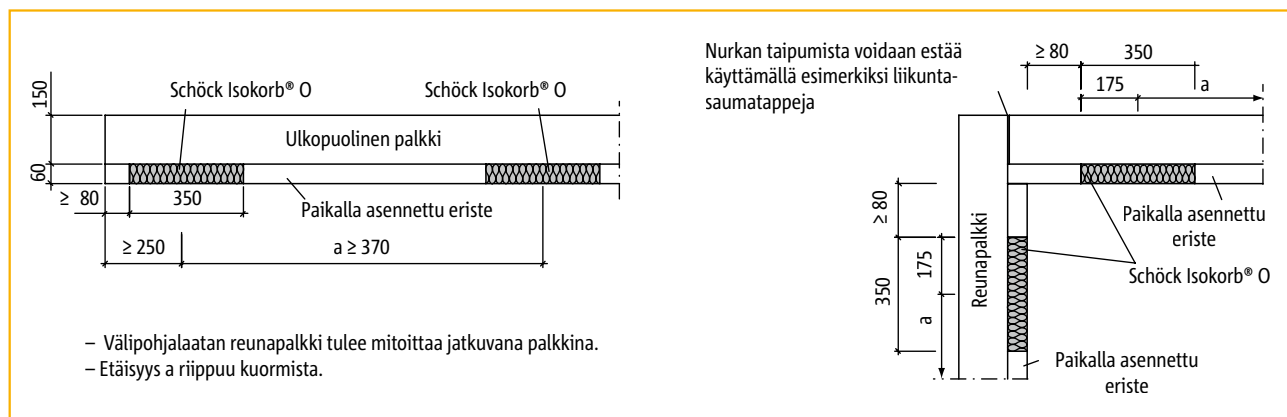 Schöck Isokorb® O
Schöck Isokorb® O
150
Ulkopuolinen palkki
60
≥ 80
350
Paikalla asennettu eriste
≥ 250
a ≥ 370
– Välipohjalaatan reunapalkki tulee mitoittaa jatkuvana palkkina.
– Etäisyys a riippuu kuormista.
Nurkan taipumista voidaan estää
käyttämällä esimerkiksi liikunta-
saumatappeja
≥ 80
350
175
a
≥ 80
Paikalla asennettu
eriste
Reunapalkki
175
350
Schöck Isokorb® O
a
Paikalla asennettu
eriste